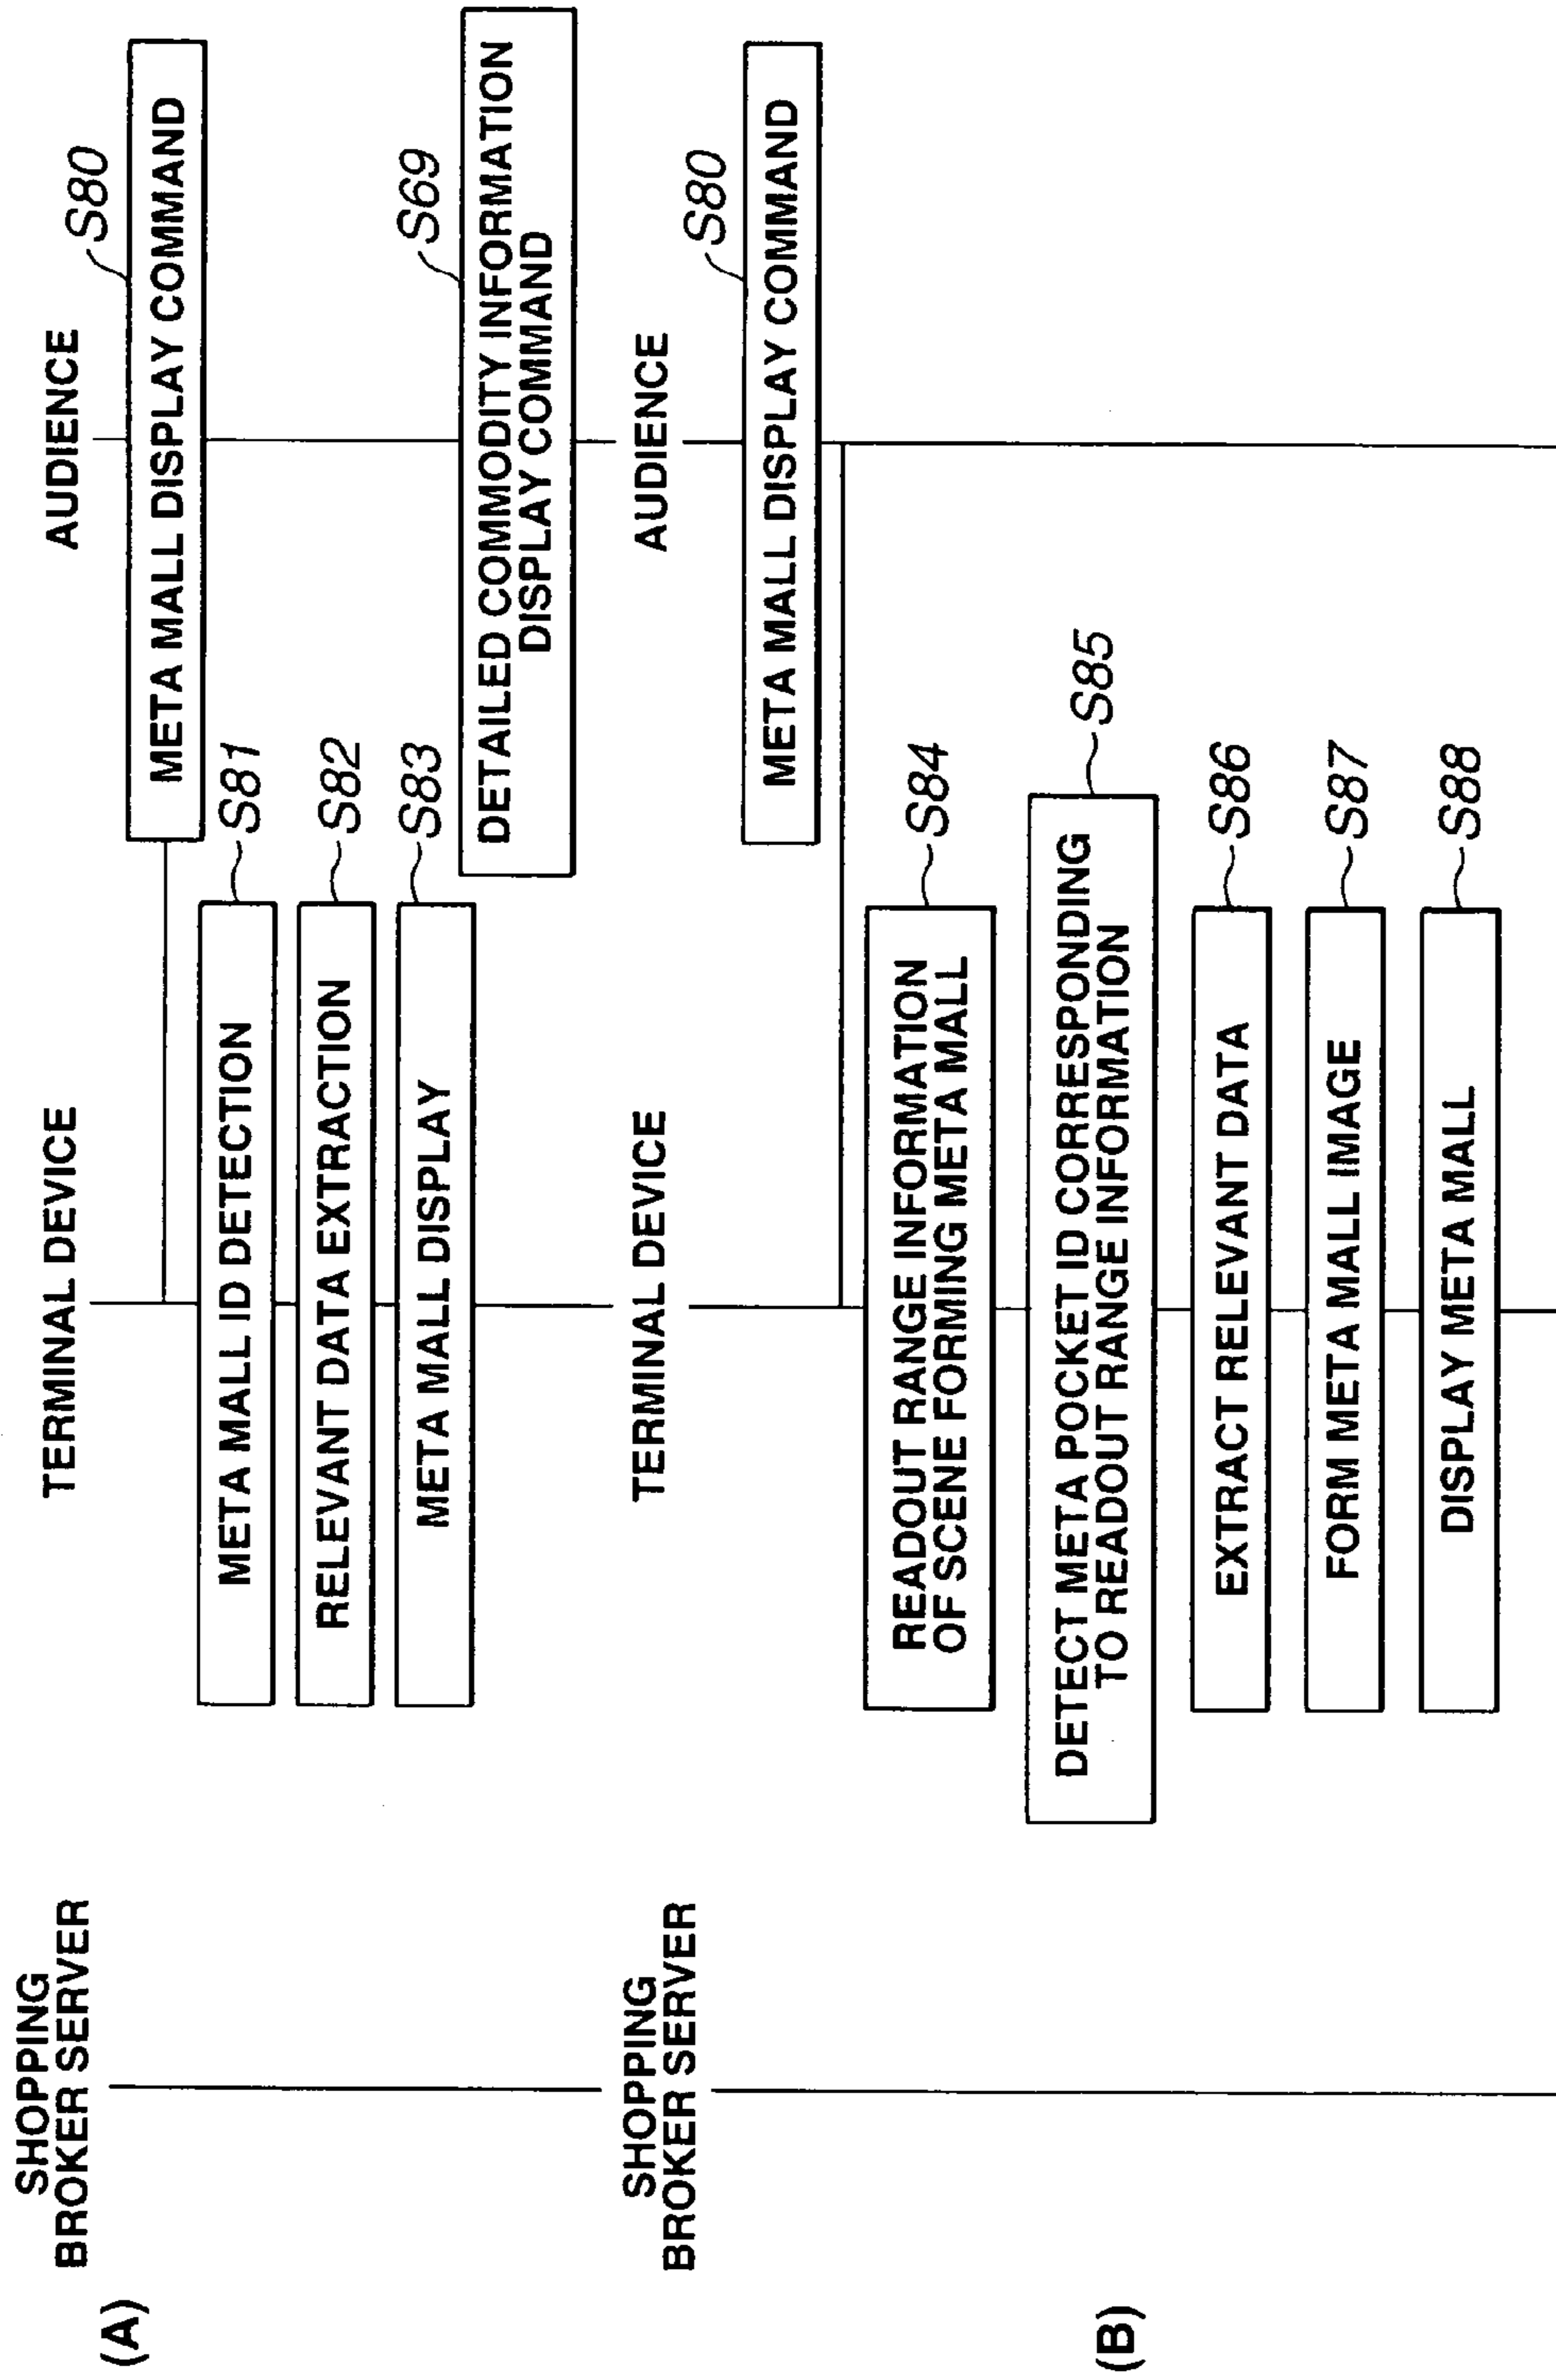 (A)
SHOPPING
BROKER SERVER
TERMINAL DEVICE
AUDIENCE
S80
META MALL DISPLAY COMMAND
META MALL ID DETECTION
S81
RELEVANT DATA EXTRACTION
S82
META MALL DISPLAY
S83
S69
DETAILED COMMODITY INFORMATION
DISPLAY COMMAND
(B)
SHOPPING
BROKER SERVER
TERMINAL DEVICE
AUDIENCE
S80
META MALL DISPLAY COMMAND
READOUT RANGE INFORMATION
OF SCENE FORMING META MALL
S84
DETECT META POCKET ID CORRESPONDING
TO READOUT RANGE INFORMATION
S85
EXTRACT RELEVANT DATA
S86
FORM META MALL IMAGE
S87
DISPLAY META MALL
S88